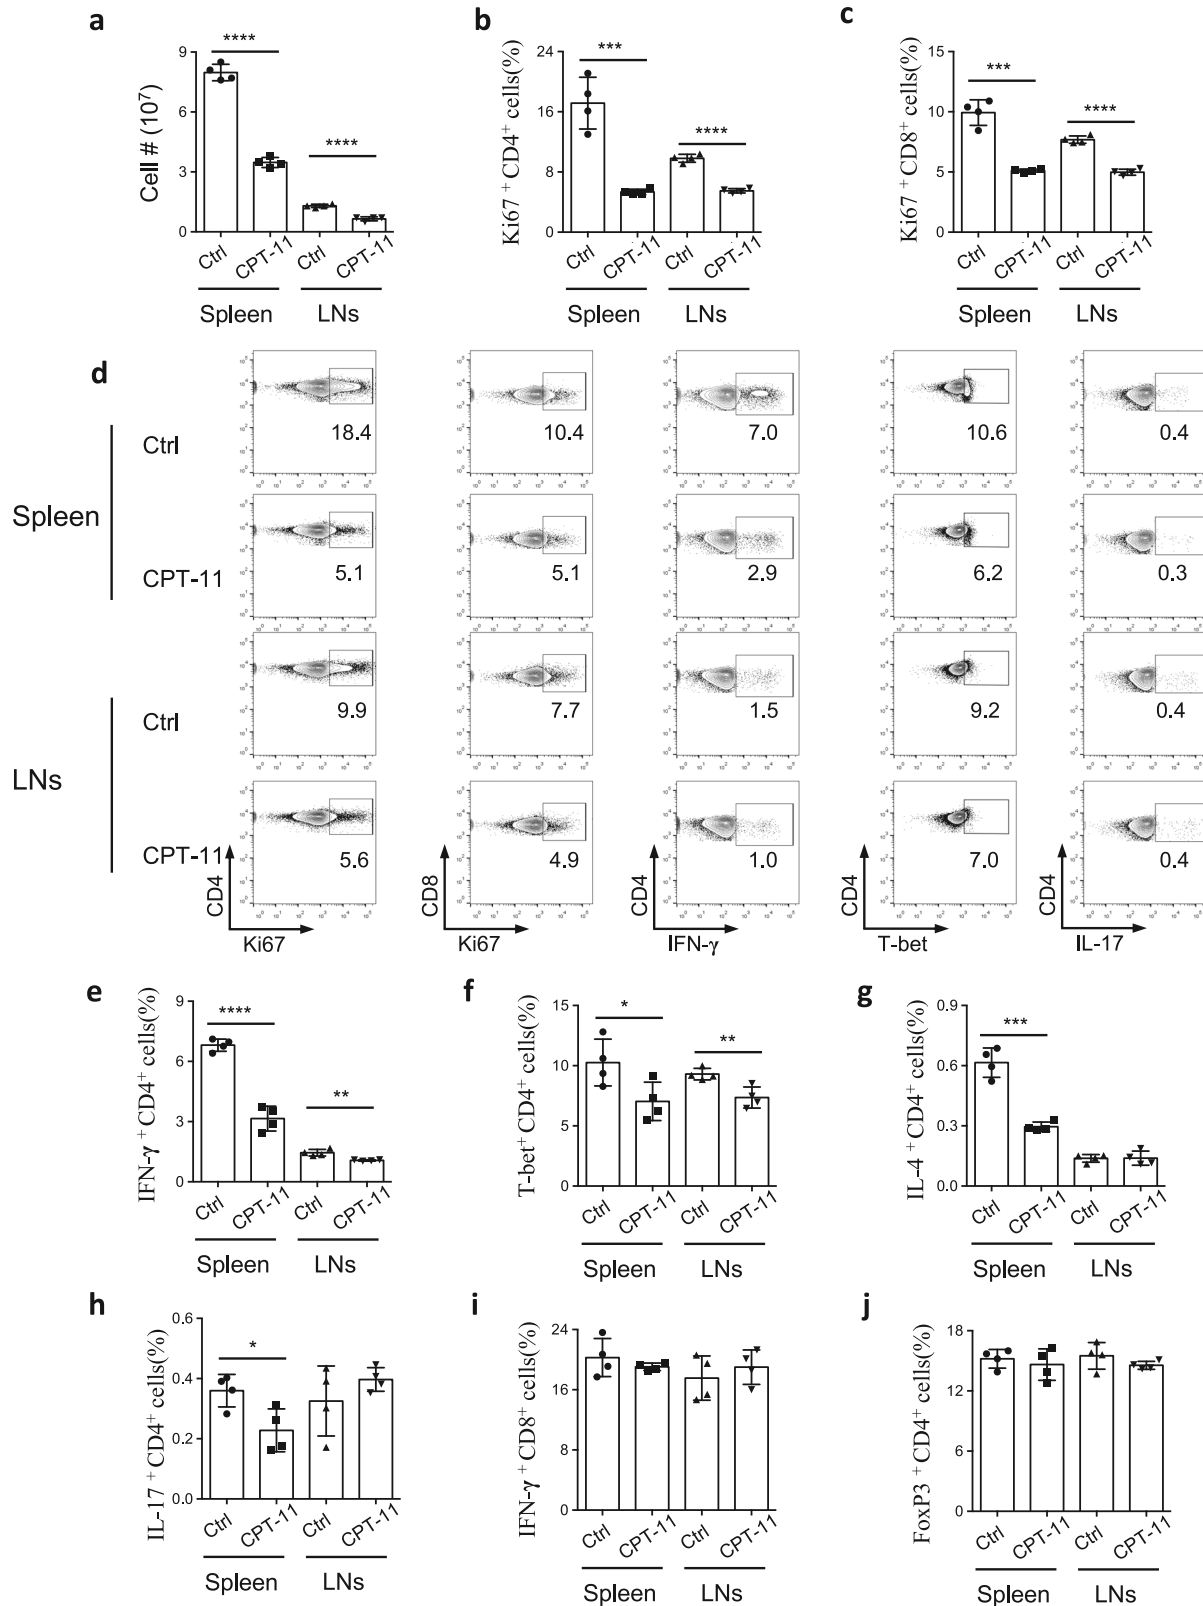 a
Cell # (10⁷)
9
6
3
0
****
****
Ctrl
CPT-11
Ctrl
CPT-11
Spleen
LNs
b
Ki67 + CD4+ cells(%)
24
16
8
0
***
****
Ctrl
CPT-11
Ctrl
CPT-11
Spleen
LNs
c
Ki67 + CD8+ cells(%)
15
10
5
0
***
****
Ctrl
CPT-11
Ctrl
CPT-11
Spleen
LNs
d
Spleen
Ctrl
18.4
10.4
7.0
10.6
0.4
CPT-11
5.1
5.1
2.9
6.2
0.3
LNs
Ctrl
9.9
7.7
1.5
9.2
0.4
CPT-11
5.6
4.9
1.0
7.0
0.4
CD4
Ki67
CD8
Ki67
CD4
IFN-γ
CD4
T-bet
CD4
IL-17
e
IFN-γ + CD4+ cells(%)
9
6
3
0
****
**
Ctrl
CPT-11
Ctrl
CPT-11
Spleen
LNs
f
T-bet+ CD4+ cells(%)
15
10
5
0
*
**
Ctrl
CPT-11
Ctrl
CPT-11
Spleen
LNs
g
IL-4 + CD4+ cells(%)
0.9
0.6
0.3
0.0
***
Ctrl
CPT-11
Ctrl
CPT-11
Spleen
LNs
h
IL-17 + CD4+ cells(%)
0.6
0.4
0.2
0.0
*
Ctrl
CPT-11
Ctrl
CPT-11
Spleen
LNs
i
IFN-γ + CD8+ cells(%)
24
16
8
0
Ctrl
CPT-11
Ctrl
CPT-11
Spleen
LNs
j
FoxP3 + CD4+ cells(%)
18
12
6
0
Ctrl
CPT-11
Ctrl
CPT-11
Spleen
LNs